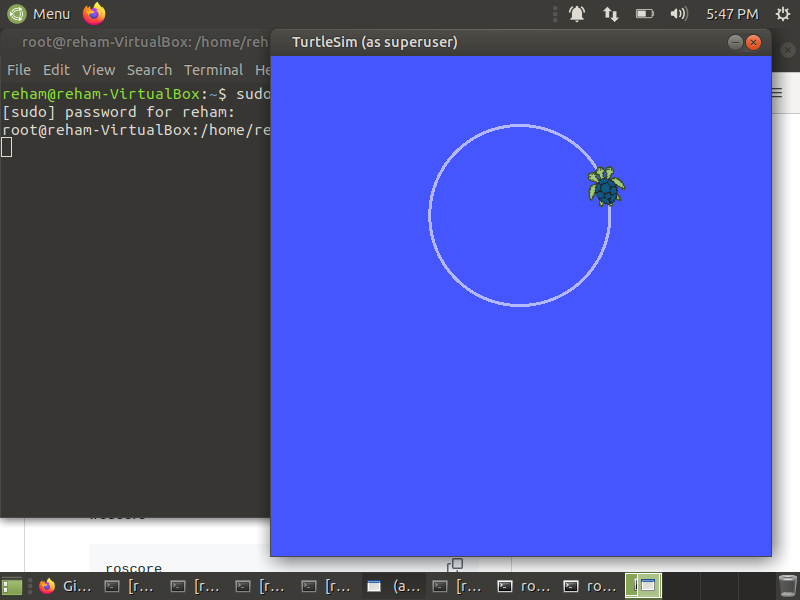 Menu
5:47 PM
root@reham-VirtualBox: /home/reh
TurtleSim (as superuser)
File Edit View Search Terminal He
reham@reham-VirtualBox:~$ sudo
[sudo] password for reham:
root@reham-VirtualBox:/home/re
roscore
Gi... [r... [r... [r... [r... (a... [r... ro... ro...